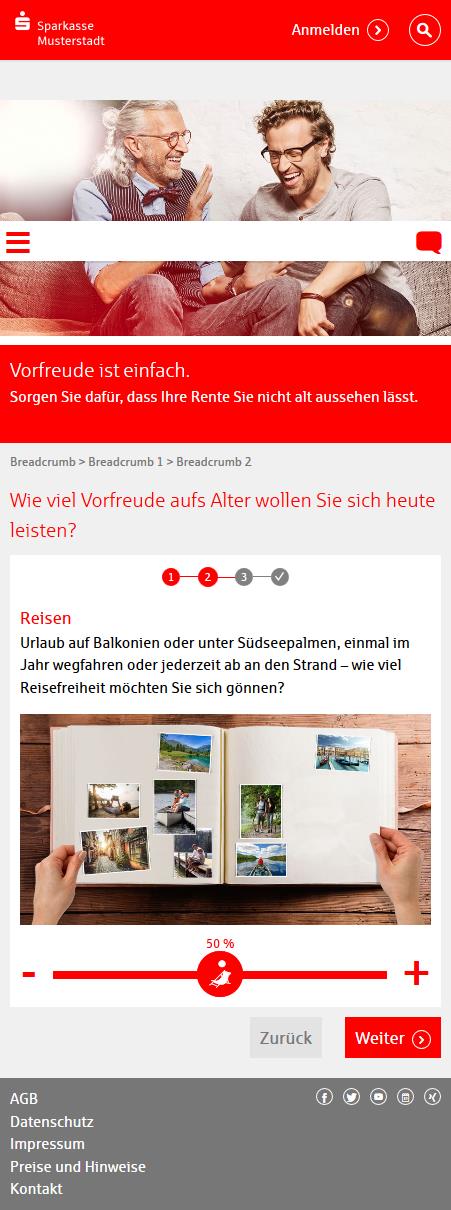 Sparkasse
Musterstadt
Anmelden
Vorfreude ist einfach.
Sorgen Sie dafür, dass Ihre Rente Sie nicht alt aussehen lässt.
Breadcrumb > Breadcrumb 1 > Breadcrumb 2
Wie viel Vorfreude aufs Alter wollen Sie sich heute
leisten?
1 2 3
Reisen
Urlaub auf Balkonien oder unter Südseepalmen, einmal im
Jahr wegfahren oder jederzeit ab an den Strand – wie viel
Reisefreiheit möchten Sie sich gönnen?
50 %
- +
Zurück Weiter
AGB
Datenschutz
Impressum
Preise und Hinweise
Kontakt